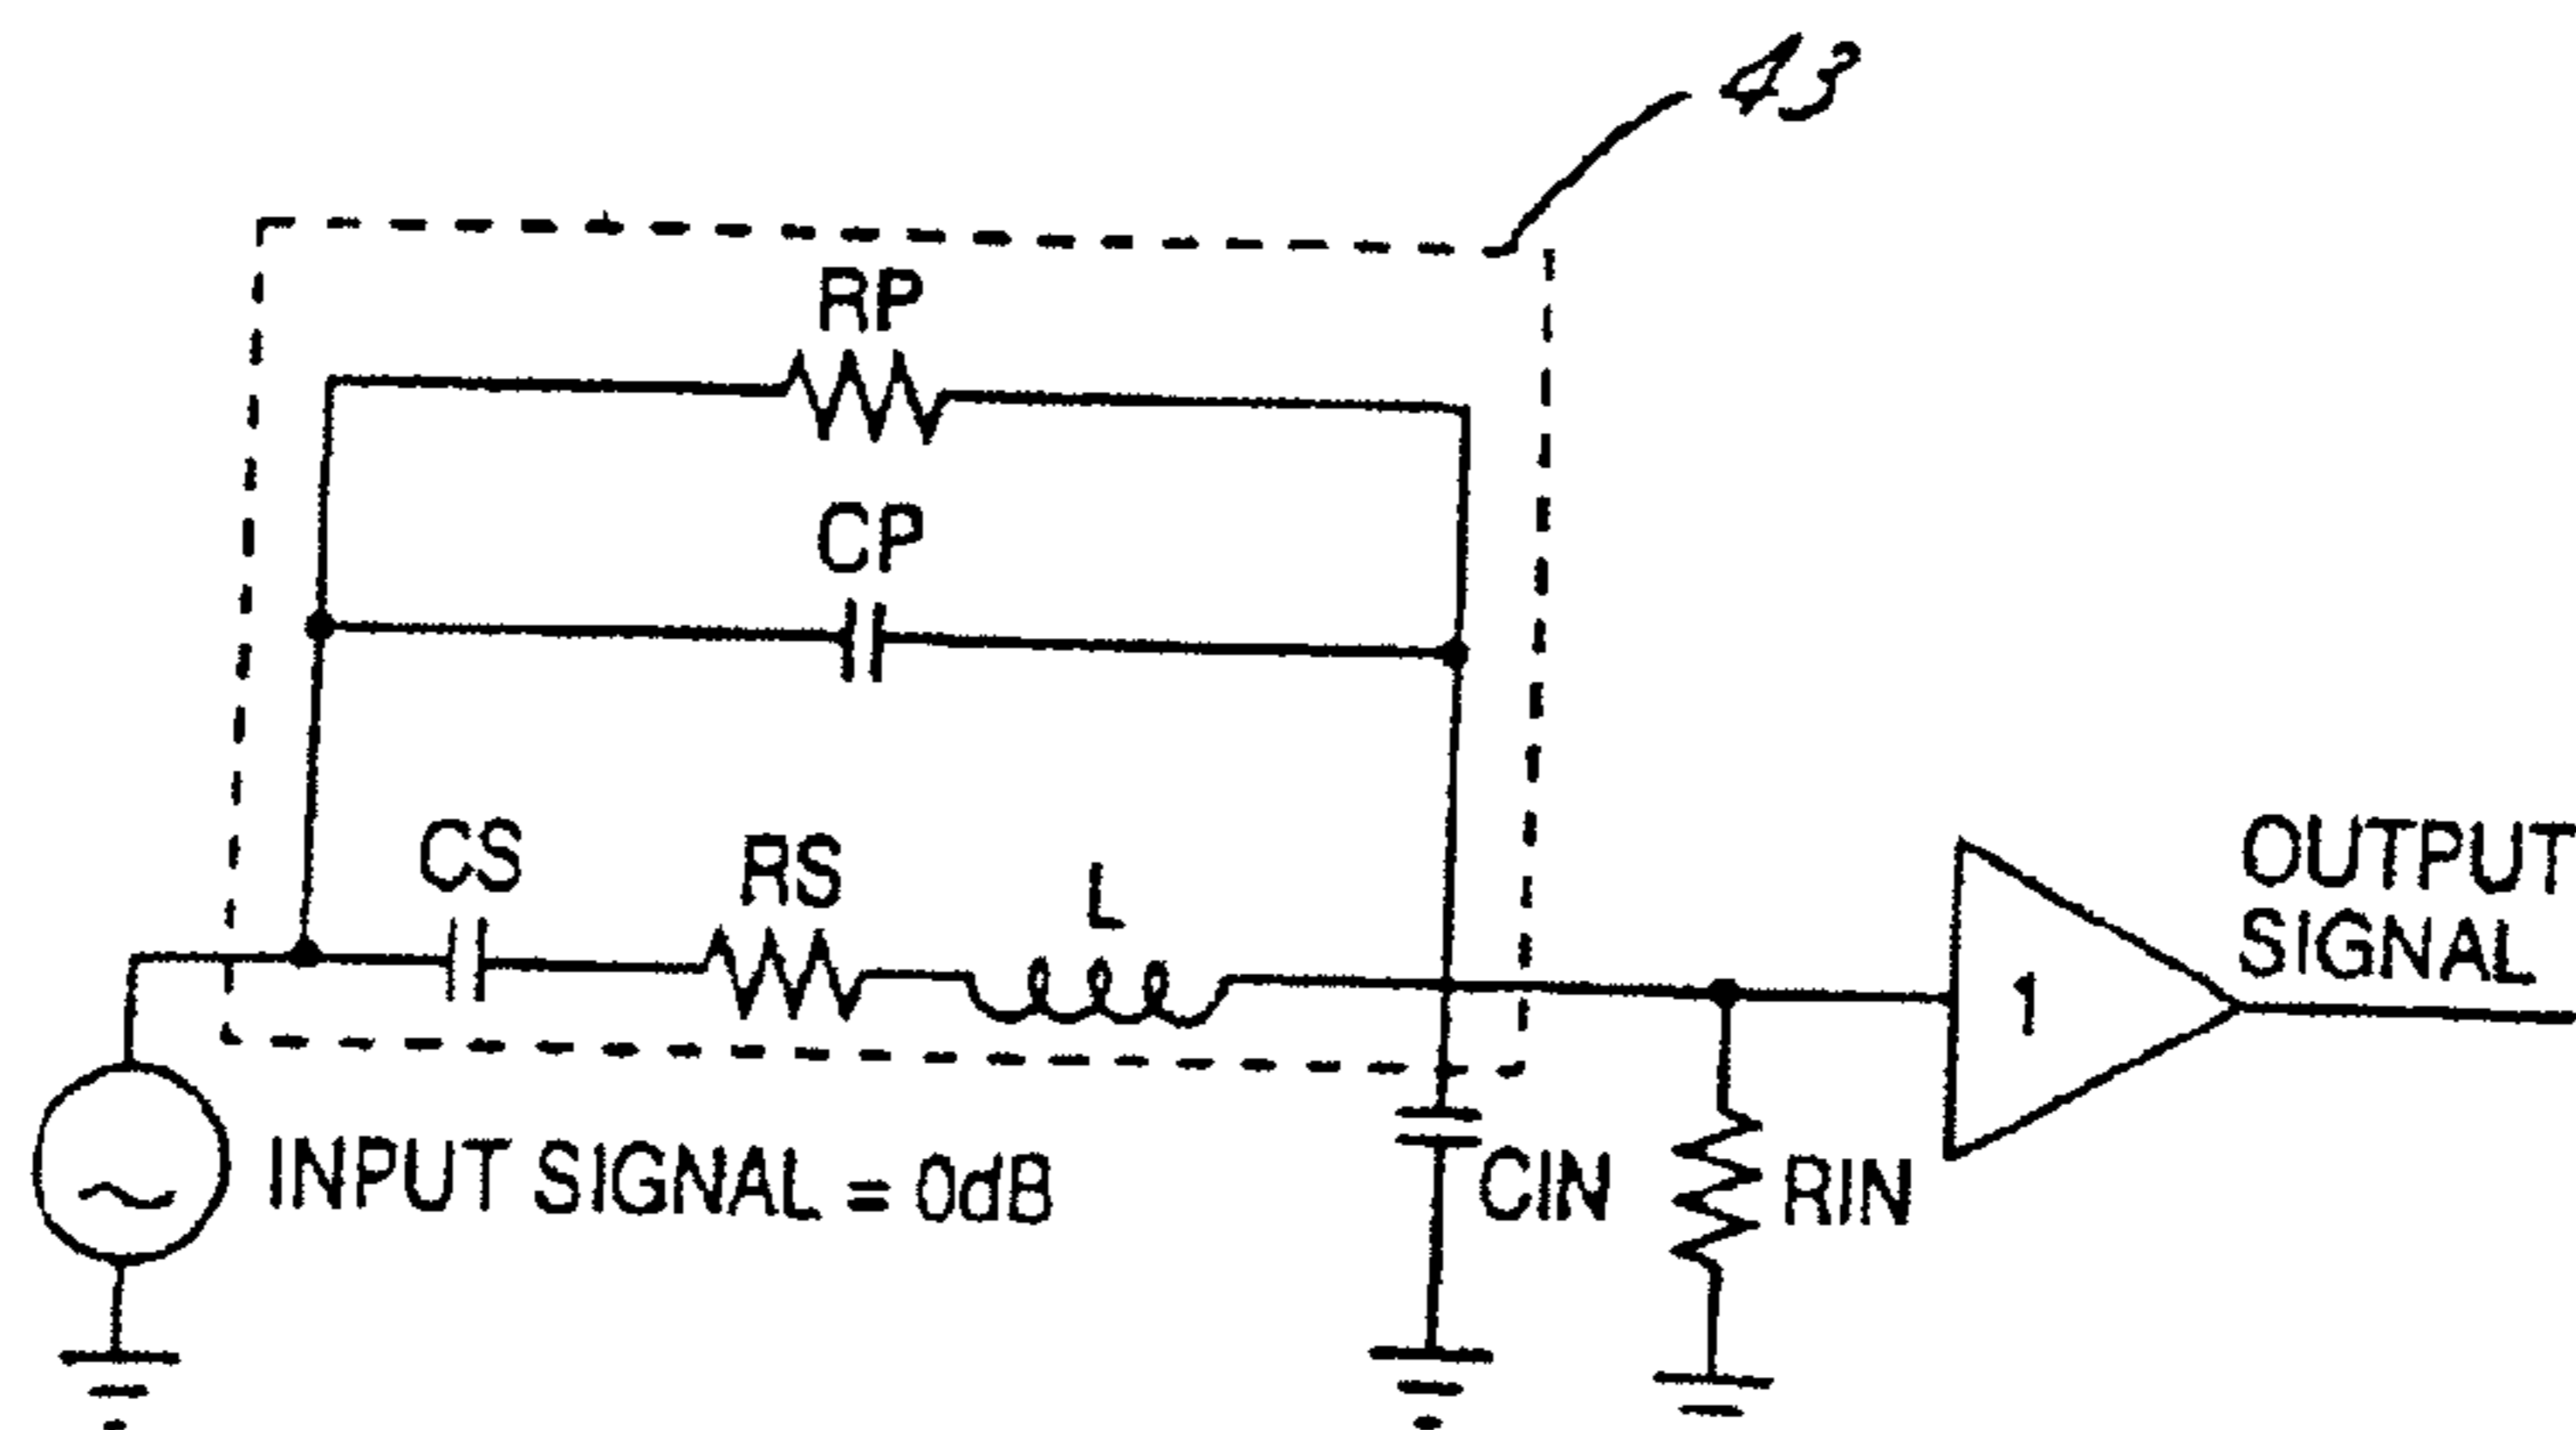 43
RP
CP
CS
RS
L
OUTPUT
SIGNAL
1
INPUT SIGNAL = 0dB
CIN
RIN